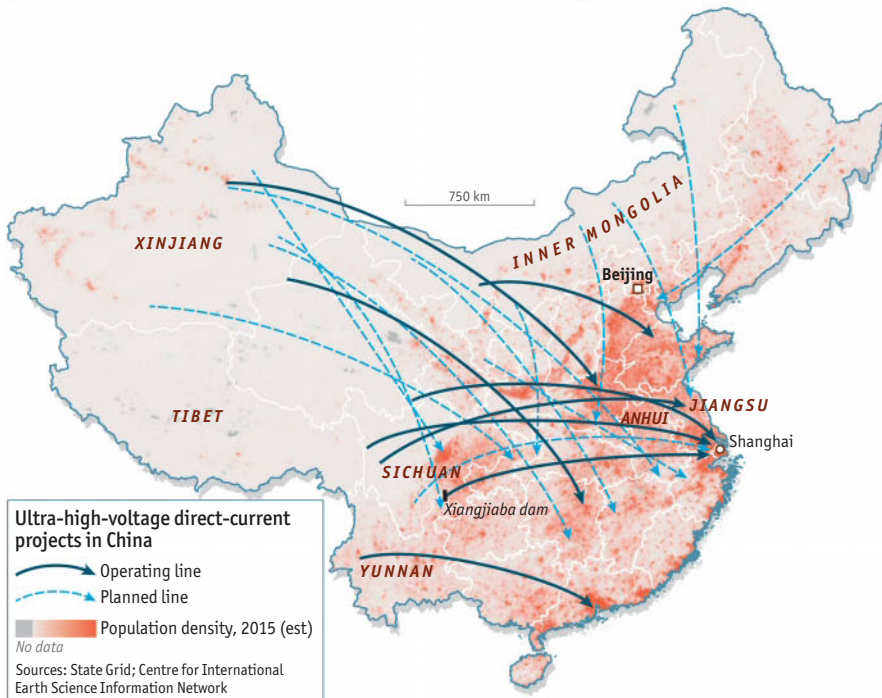 750 km
XINJIANG
INNER MONGOLIA
Beijing
TIBET
JIANGSU
ANHUI
Shanghai
SICHUAN
Xiangjiaba dam
YUNNAN
Ultra-high-voltage direct-current
projects in China
Operating line
Planned line
Population density, 2015 (est)
No data
Sources: State Grid; Centre for International
Earth Science Information Network